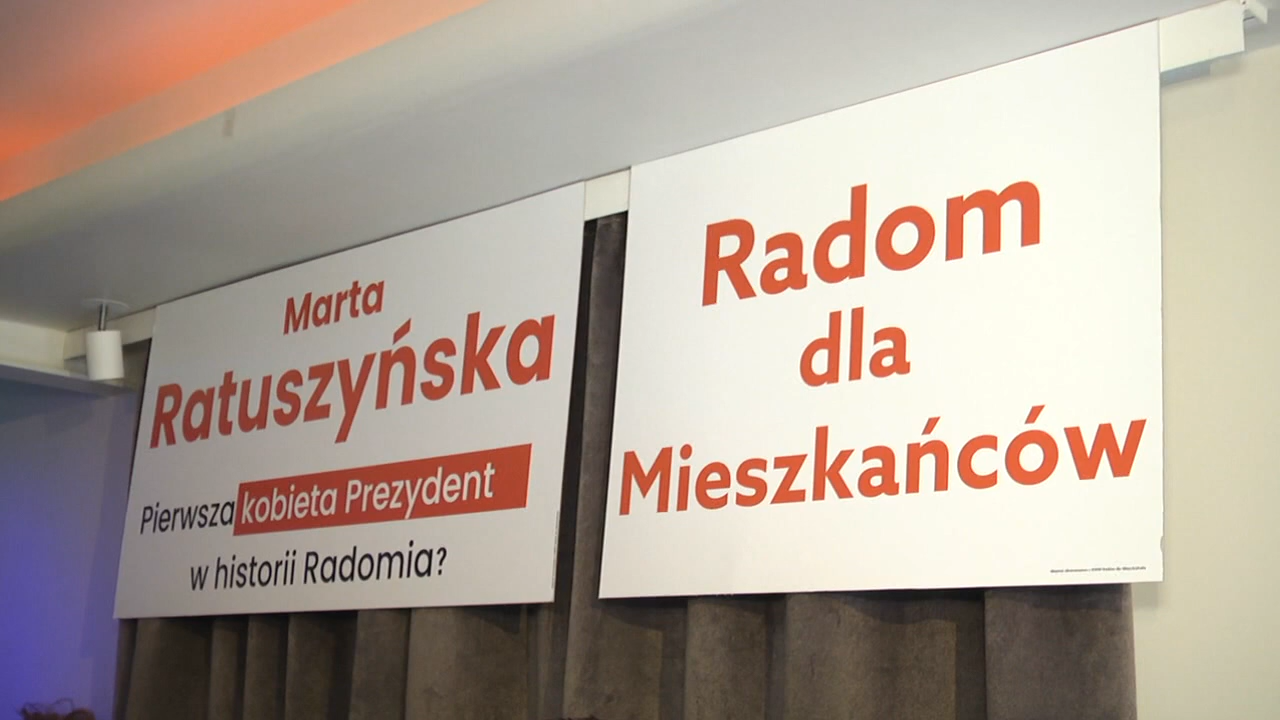 Marta
Ratuszyńska
Pierwsza kobieta Prezydent
w historii Radomia?
Radom
dla
Mieszkańców